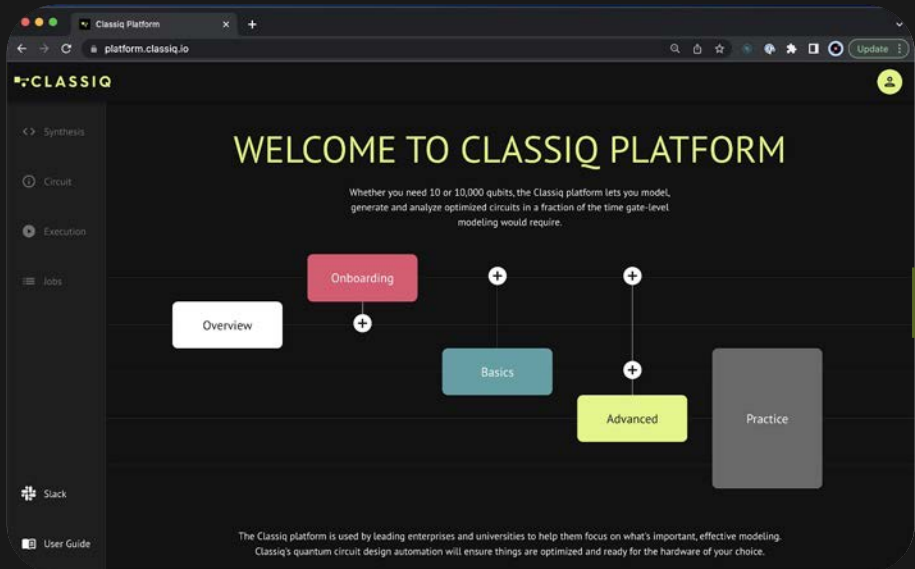 Classiq Platform
platform.classiq.io
Update
CLASSIQ
Synthesis
Circuit
Execution
Jobs
Slack
User Guide
WELCOME TO CLASSIQ PLATFORM
Whether you need 10 or 10,000 qubits, the Classiq platform lets you model,
generate and analyze optimized circuits in a fraction of the time gate-level
modeling would require.
Onboarding
Overview
Basics
Advanced
Practice
The Classiq platform is used by leading enterprises and universities to help them focus on what's important, effective modeling.
Classiq's quantum circuit design automation will ensure things are optimized and ready for the hardware of your choice.